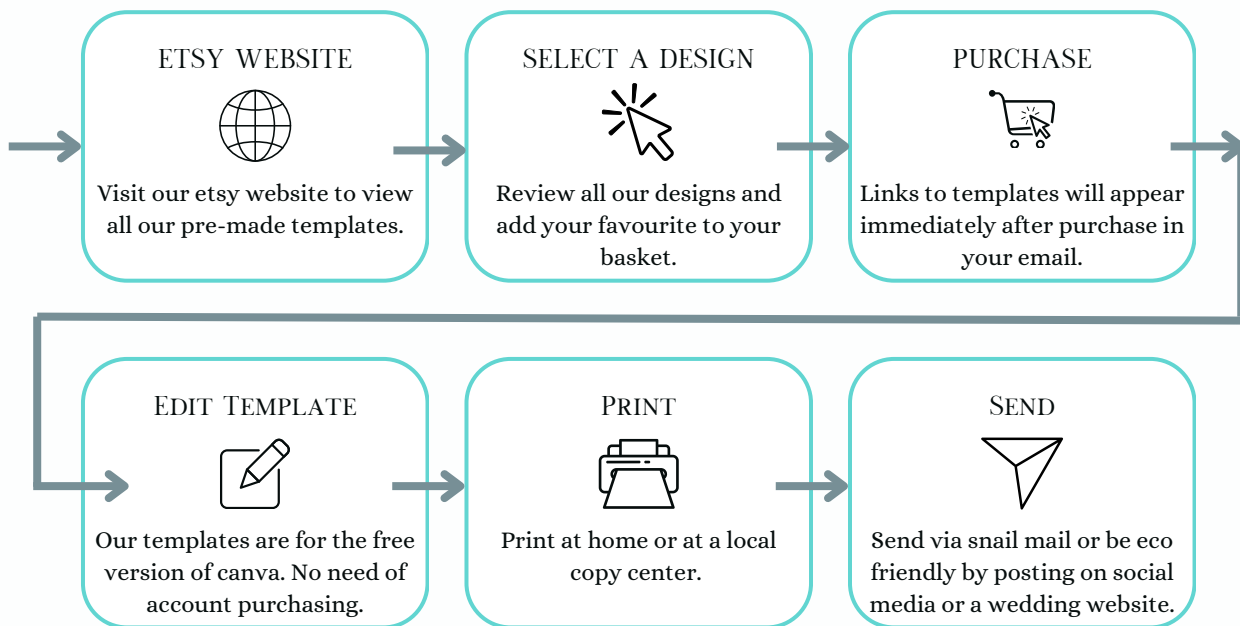 ETSY WEBSITE
Visit our etsy website to view
all our pre-made templates.
SELECT A DESIGN
Review all our designs and
add your favourite to your
basket.
PURCHASE
Links to templates will appear
immediately after purchase in
your email.
EDIT TEMPLATE
Our templates are for the free
version of canva. No need of
account purchasing.
PRINT
Print at home or at a local
copy center.
SEND
Send via snail mail or be eco
friendly by posting on social
media or a wedding website.